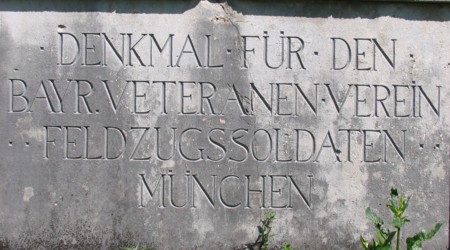 · DENKMAL · FÜR · DEN ·
BAYR. VETERANEN · VEREIN
· · FELDZUGSSOLDATEN · ·
MÜNCHEN